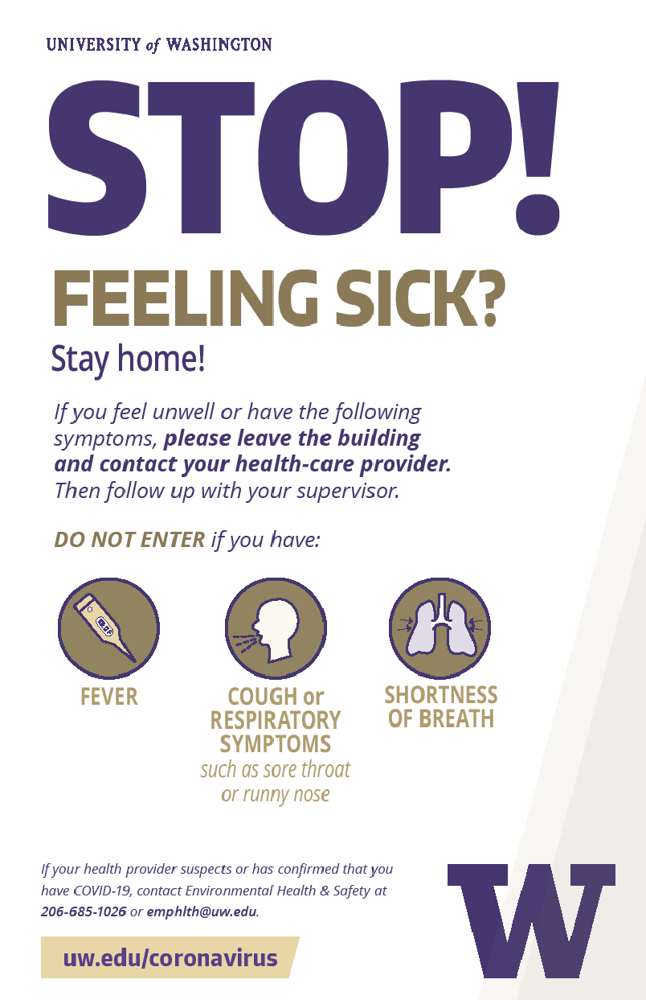 UNIVERSITY of WASHINGTON
STOP!
FEELING SICK?
Stay home!
If you feel unwell or have the following
symptoms, please leave the building
and contact your health-care provider.
Then follow up with your supervisor.
DO NOT ENTER if you have:
FEVER
COUGH or
RESPIRATORY
SYMPTOMS
such as sore throat
or runny nose
SHORTNESS
OF BREATH
If your health provider suspects or has confirmed that you
have COVID-19, contact Environmental Health & Safety at
206-685-1026 or emphlth@uw.edu.
uw.edu/coronavirus
W